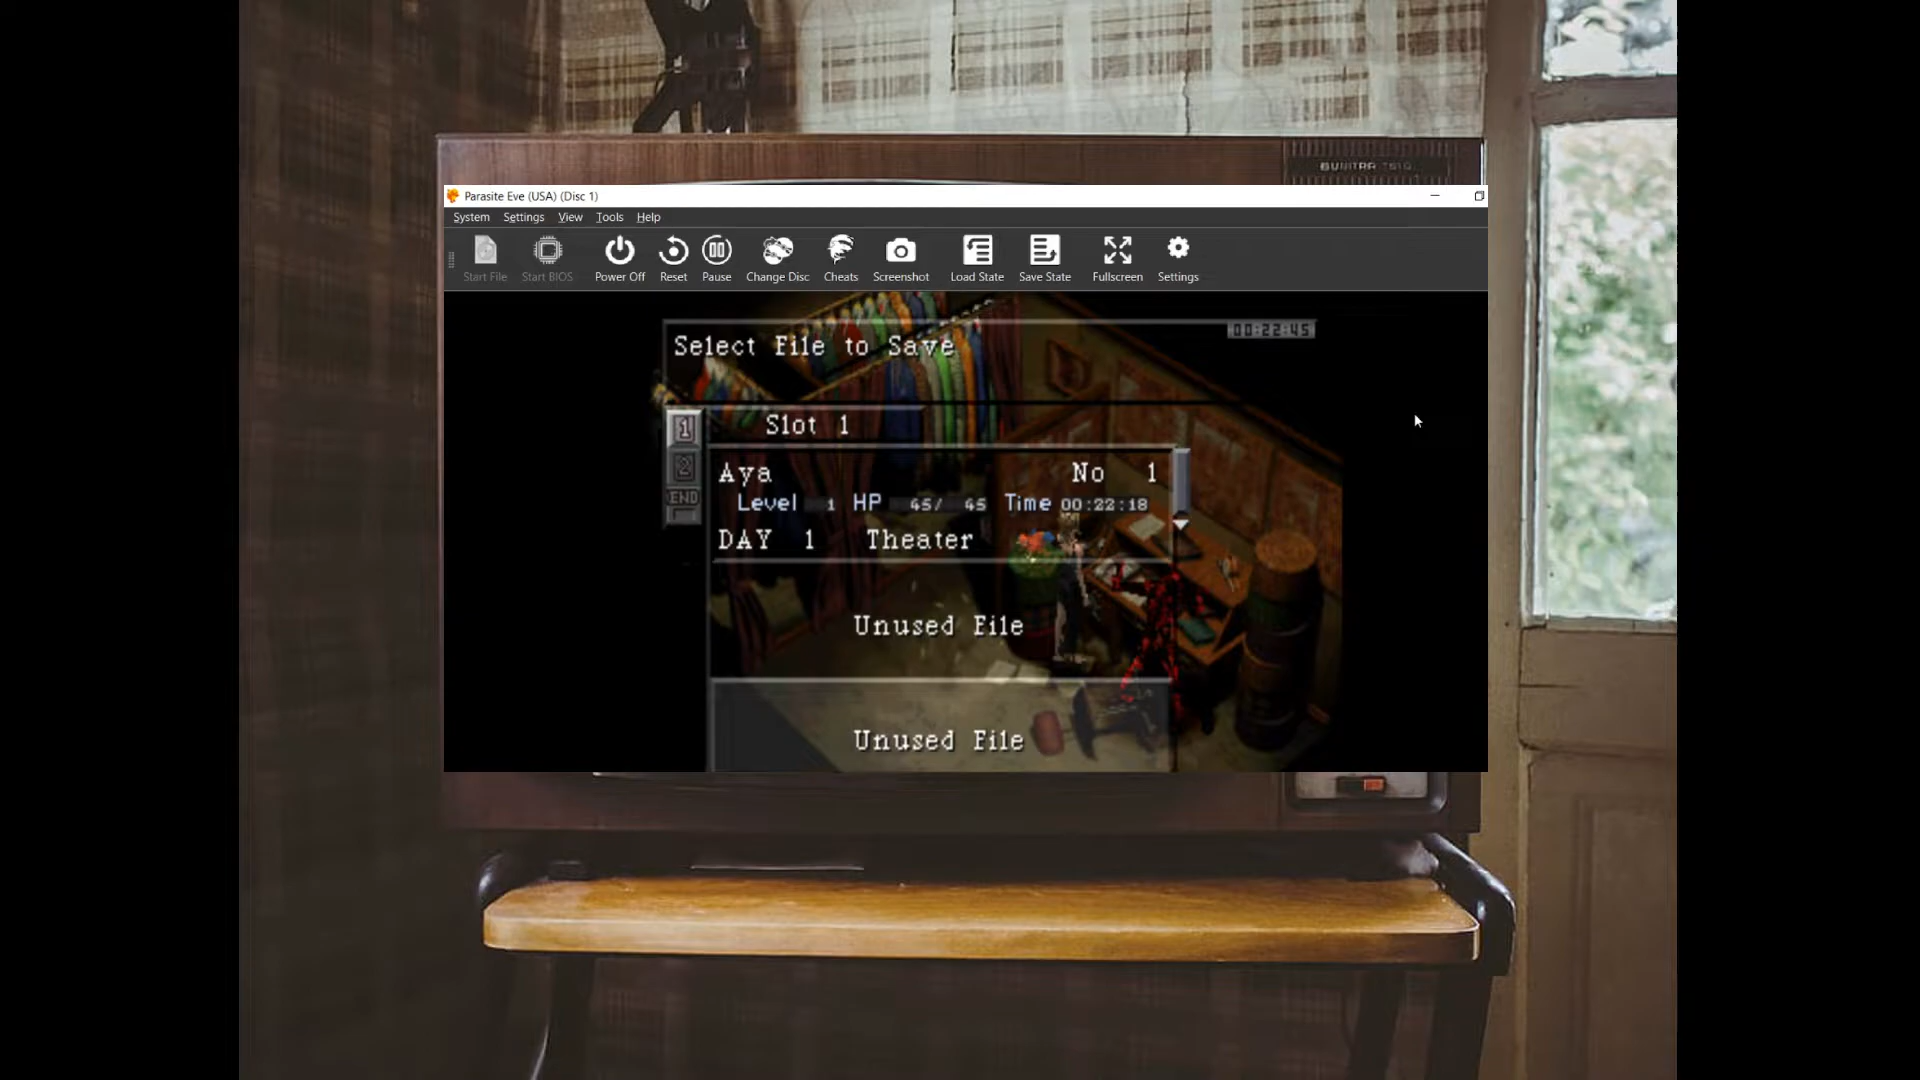 Parasite Eve (USA) (Disc 1)
System Settings View Tools Help
Start File Start BIOS Power Off Reset Pause Change Disc Cheats Screenshot Load State Save State Fullscreen Settings
00:22:45
Select File to Save
1
Slot 1
2
END
Aya No 1
Level 1 HP 45/ 45 Time 00:22:18
DAY 1 Theater
Unused File
Unused File